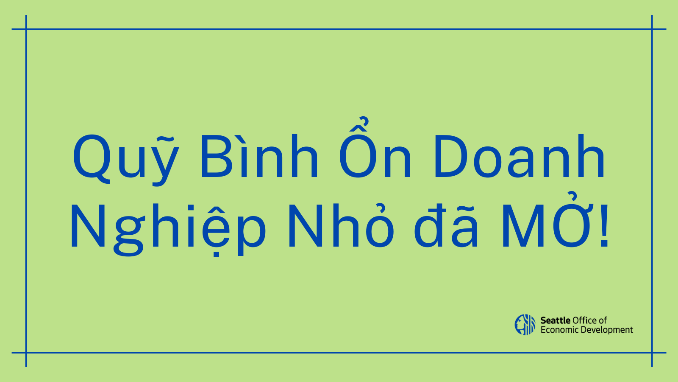 Quỹ Bình Ổn Doanh
Nghiệp Nhỏ đã MỞ!
Seattle Office of
Economic Development